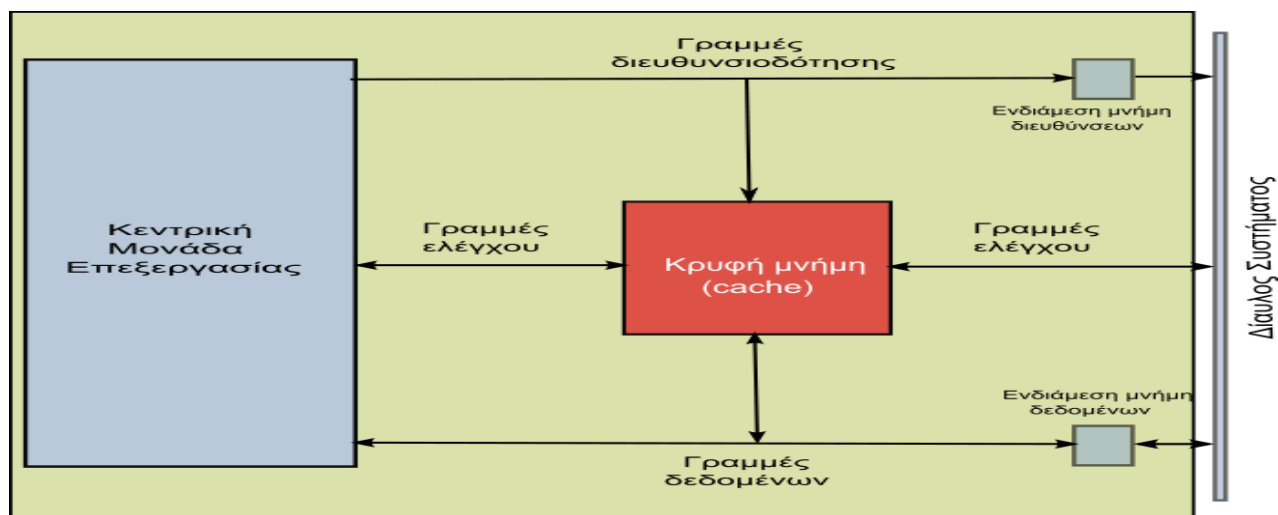 Γραμμές
διευθυνσιοδότησης
Ενδιάμεση μνήμη
διευθύνσεων
Κεντρική
Μονάδα
Επεξεργασίας
Γραμμές
ελέγχου
Κρυφή μνήμη
(cache)
Γραμμές
ελέγχου
Δίαυλος Συστήματος
Ενδιάμεση μνήμη
δεδομένων
Γραμμές
δεδομένων